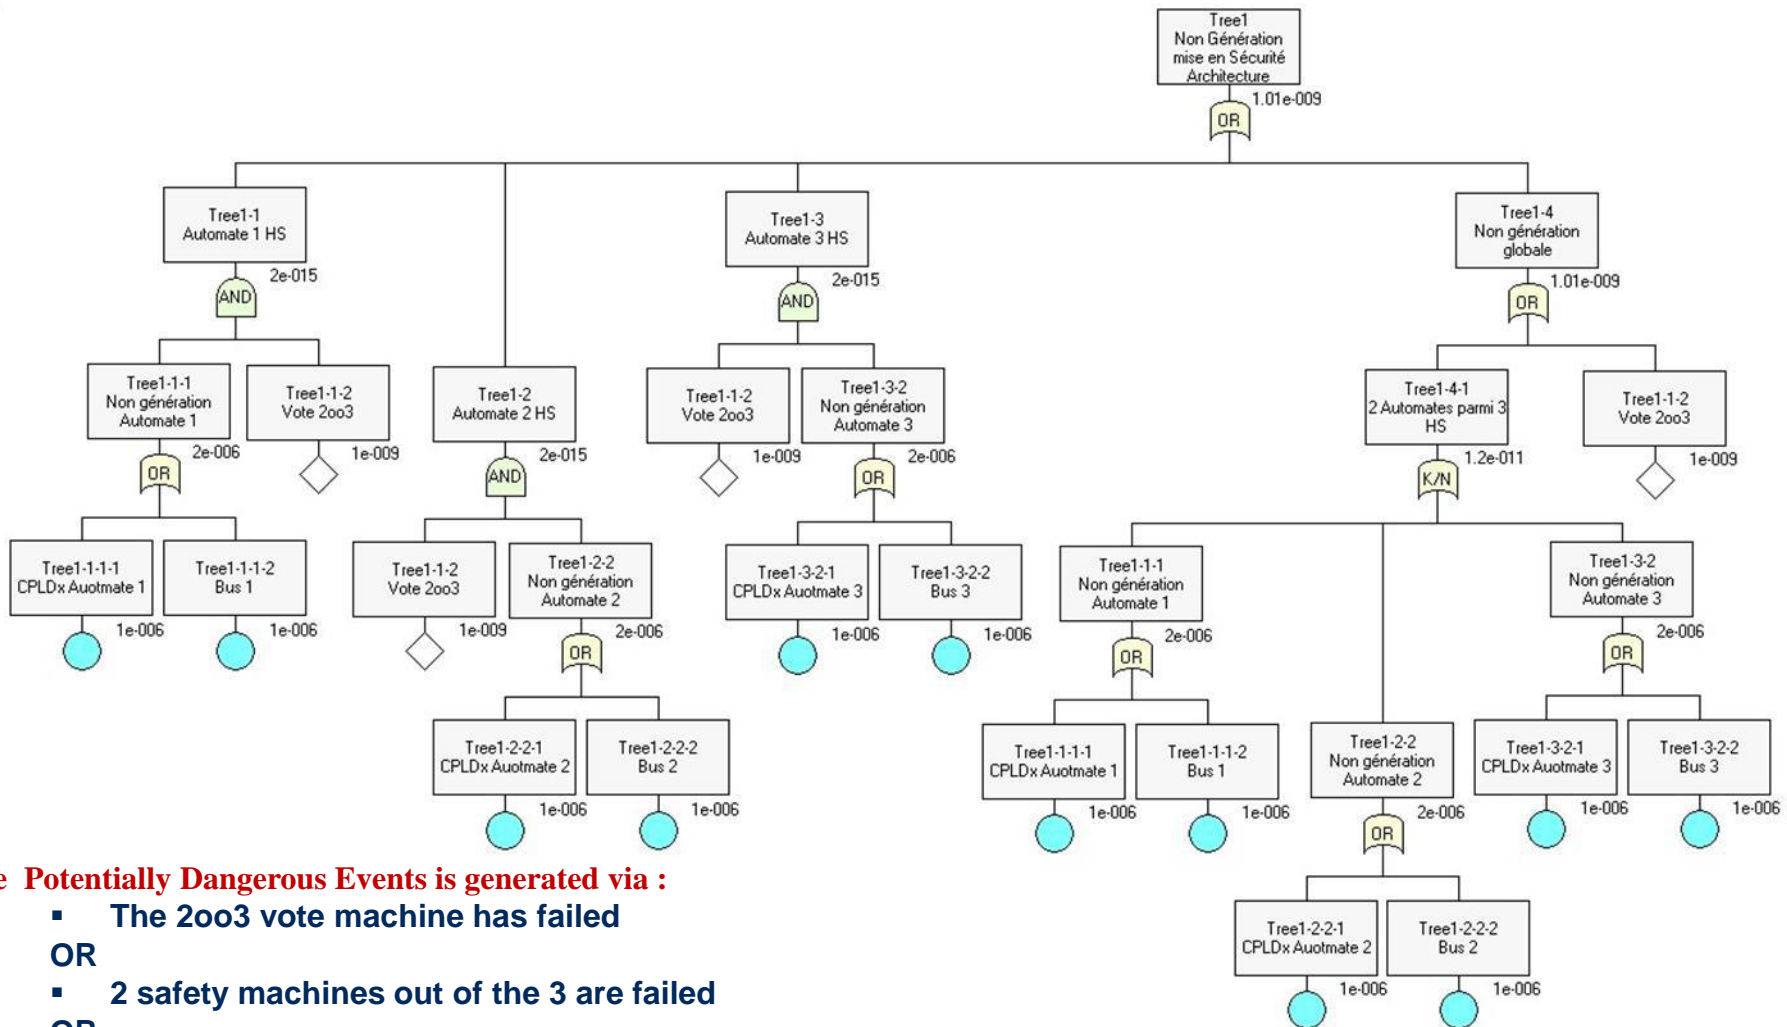 Tree1
Non Génération
mise en Sécurité
Architecture
1.01e-009
OR
Tree1-1
Automate 1 HS
2e-015
AND
Tree1-3
Automate 3 HS
2e-015
AND
Tree1-4
Non génération
globale
1.01e-009
OR
Tree1-1-1
Non génération
Automate 1
2e-006
OR
Tree1-1-2
Vote 2oo3
1e-009
Tree1-2
Automate 2 HS
2e-015
AND
Tree1-1-2
Vote 2oo3
1e-009
Tree1-3-2
Non génération
Automate 3
2e-006
OR
Tree1-4-1
2 Automates parmi 3
HS
1.2e-011
K/N
Tree1-1-2
Vote 2oo3
1e-009
Tree1-1-1-1
CPLDx Auotmate 1
1e-006
Tree1-1-1-2
Bus 1
1e-006
Tree1-1-2
Vote 2oo3
1e-009
Tree1-2-2
Non génération
Automate 2
2e-006
OR
Tree1-3-2-1
CPLDx Auotmate 3
1e-006
Tree1-3-2-2
Bus 3
1e-006
Tree1-1-1
Non génération
Automate 1
2e-006
OR
Tree1-3-2
Non génération
Automate 3
2e-006
OR
Tree1-2-2-1
CPLDx Auotmate 2
1e-006
Tree1-2-2-2
Bus 2
1e-006
Tree1-1-1-1
CPLDx Auotmate 1
1e-006
Tree1-1-1-2
Bus 1
1e-006
Tree1-2-2
Non génération
Automate 2
2e-006
OR
Tree1-3-2-1
CPLDx Auotmate 3
1e-006
Tree1-3-2-2
Bus 3
1e-006
Tree1-2-2-1
CPLDx Auotmate 2
1e-006
Tree1-2-2-2
Bus 2
1e-006
e Potentially Dangerous Events is generated via :
▪ The 2oo3 vote machine has failed
OR
▪ 2 safety machines out of the 3 are failed
OR